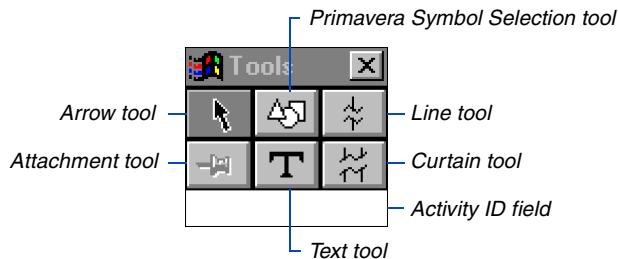 Primavera Symbol Selection tool
Tools
Arrow tool
Line tool
Attachment tool
T
Curtain tool
Activity ID field
Text tool